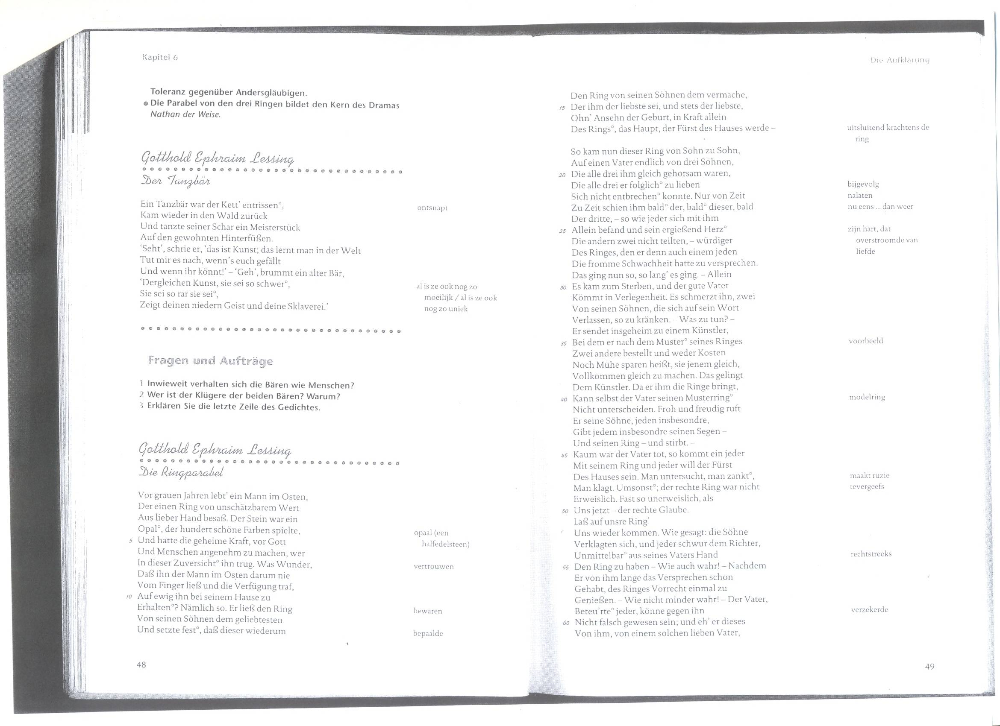 Kapitel 6
Toleranz gegenüber Andersgläubigen.
Die Parabel von den drei Ringen bildet den Kern des Dramas
Nathan der Weise.
Gotthold Ephraim Lessing
Der Tanzbär
Ein Tanzbär war der Kett' entrissen°, ontsnapt
Kam wieder in den Wald zurück
Und tanzte seiner Schar ein Meisterstück
Auf den gewohnten Hinterfüßen.
'Seht', schrie er, 'das ist Kunst; das lernt man in der Welt
Tut mir es nach, wenn's euch gefällt
Und wenn ihr könnt!' – 'Geh', brummt ein alter Bär,
'Dergleichen Kunst, sie sei so schwer°, al is ze ook nog zo
Sie sei so rar sie sei°, moeilijk / al is ze ook
Zeigt deinen niedern Geist und deine Sklaverei.' nog zo uniek
Fragen und Aufträge
1 Inwieweit verhalten sich die Bären wie Menschen?
2 Wer ist der Klügere der beiden Bären? Warum?
3 Erklären Sie die letzte Zeile des Gedichtes.
Gotthold Ephraim Lessing
Die Ringparabel
Vor grauen Jahren lebt' ein Mann im Osten,
Der einen Ring von unschätzbarem Wert
Aus lieber Hand besaß. Der Stein war ein
Opal°, der hundert schöne Farben spielte, opaal (een
5 Und hatte die geheime Kraft, vor Gott halfedelsteen)
Und Menschen angenehm zu machen, wer
In dieser Zuversicht° ihn trug. Was Wunder, vertrouwen
Daß ihn der Mann im Osten darum nie
Vom Finger ließ und die Verfügung traf,
10 Auf ewig ihn bei seinem Hause zu
Erhalten°? Nämlich so. Er ließ den Ring bewaren
Von seinen Söhnen dem geliebtesten
Und setzte fest°, daß dieser wiederum bepaalde
48
Die Aufklärung
Den Ring von seinen Söhnen dem vermache,
15 Der ihm der liebste sei, und stets der liebste,
Ohn' Ansehn der Geburt, in Kraft allein
Des Rings°, das Haupt, der Fürst des Hauses werde – uitsluitend krachtens de
ring
So kam nun dieser Ring von Sohn zu Sohn,
Auf einen Vater endlich von drei Söhnen,
20 Die alle drei ihm gleich gehorsam waren,
Die alle drei er folglich° zu lieben bijgevolg
Sich nicht entbrechen° konnte. Nur von Zeit nalaten
Zu Zeit schien ihm bald° der, bald° dieser, bald nu eens ... dan weer
Der dritte, – so wie jeder sich mit ihm
25 Allein befand und sein ergießend Herz° zijn hart, dat
Die andern zwei nicht teilten, – würdiger overstroomde van
Des Ringes, den er denn auch einem jeden liefde
Die fromme Schwachheit hatte zu versprechen.
Das ging nun so, so lang' es ging. – Allein
30 Es kam zum Sterben, und der gute Vater
Kömmt in Verlegenheit. Es schmerzt ihn, zwei
Von seinen Söhnen, die sich auf sein Wort
Verlassen, so zu kränken. – Was zu tun? –
Er sendet insgeheim zu einem Künstler,
35 Bei dem er nach dem Muster° seines Ringes voorbeeld
Zwei andere bestellt und weder Kosten
Noch Mühe sparen heißt, sie jenem gleich,
Vollkommen gleich zu machen. Das gelingt
Dem Künstler. Da er ihm die Ringe bringt,
40 Kann selbst der Vater seinen Musterring° modelring
Nicht unterscheiden. Froh und freudig ruft
Er seine Söhne, jeden insbesondre,
Gibt jedem insbesondre seinen Segen –
Und seinen Ring – und stirbt. –
45 Kaum war der Vater tot, so kommt ein jeder
Mit seinem Ring und jeder will der Fürst
Des Hauses sein. Man untersucht, man zankt°, maakt ruzie
Man klagt. Umsonst°; der rechte Ring war nicht tevergeefs
Erweislich. Fast so unerweislich, als
50 Uns jetzt – der rechte Glaube.
Laß auf unsre Ring'
Uns wieder kommen. Wie gesagt: die Söhne
Verklagten sich, und jeder schwur dem Richter,
Unmittelbar° aus seines Vaters Hand rechtstreeks
55 Den Ring zu haben – Wie auch wahr! – Nachdem
Er von ihm lange das Versprechen schon
Gehabt, des Ringes Vorrecht einmal zu
Genießen. – Wie nicht minder wahr! – Der Vater,
Beteu'rte° jeder, könne gegen ihn verzekerde
60 Nicht falsch gewesen sein; und eh' er dieses
Von ihm, von einem solchen lieben Vater,
49